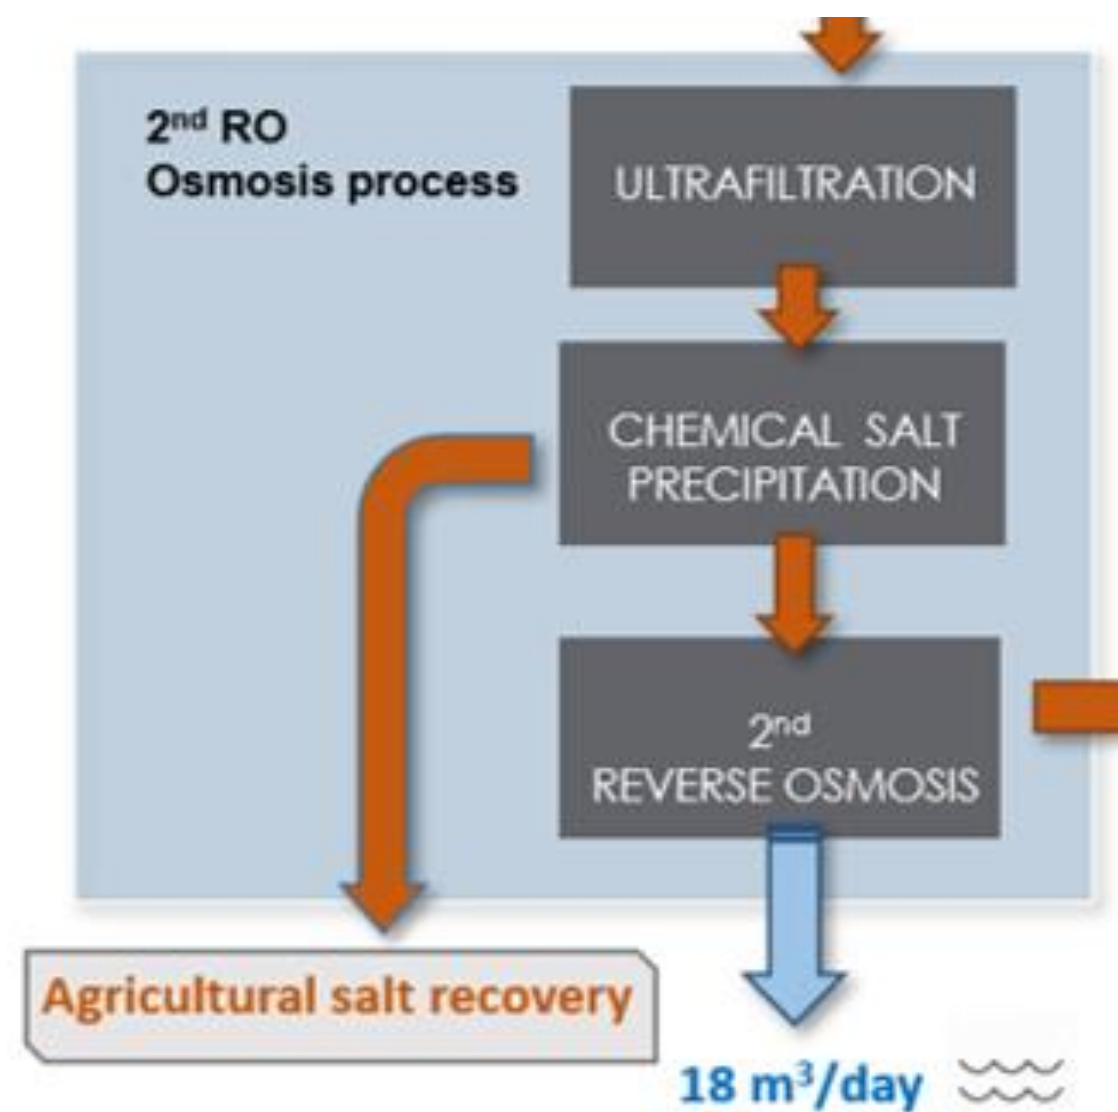 2ⁿᵈ RO
Osmosis process
ULTRAFILTRATION
CHEMICAL SALT
PRECIPITATION
2ⁿᵈ
REVERSE OSMOSIS
Agricultural salt recovery
18 m³/day